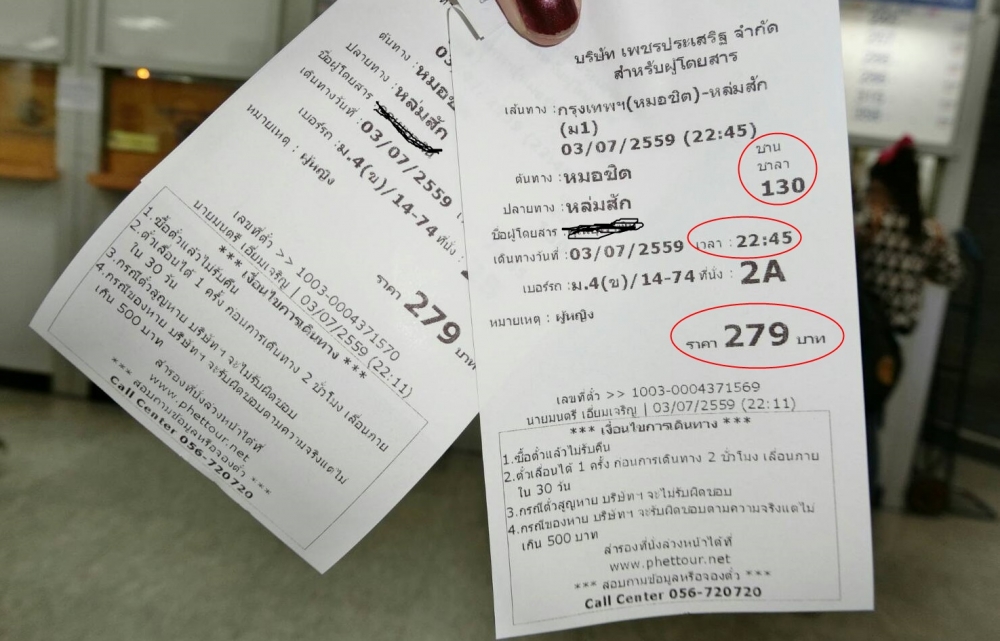 บริษัท เพชรประเสริฐ จำกัด
สำหรับผู้โดยสาร
เส้นทาง :กรุงเทพฯ(หมอชิต)-หล่มสัก
(ม1)
03/07/2559 (22:45)
ชาน
ชาลา
130
ต้นทาง :หมอชิต
ปลายทาง :หล่มสัก
ชื่อผู้โดยสาร :
เดินทางวันที่ :03/07/2559 เวลา : 22:45
เบอร์รถ :ม.4(ข)/14-74 ที่นั่ง : 2A
หมายเหตุ : ผู้หญิง
ราคา 279 บาท
เลขที่ตั๋ว >> 1003-0004371569
นายมนตรี เอี่ยมเจริญ | 03/07/2559 (22:11)
*** เงื่อนไขการเดินทาง ***
1.ซื้อตั๋วแล้วไม่รับคืน
2.ตั๋วเลื่อนได้ 1 ครั้ง ก่อนการเดินทาง 2 ชั่วโมง เลื่อนภาย
ใน 30 วัน
3.กรณีตั๋วสูญหาย บริษัทฯ จะไม่รับผิดชอบ
4.กรณีของหาย บริษัทฯ จะรับผิดชอบตามความจริงแต่ไม่
เกิน 500 บาท
สำรองที่นั่งล่วงหน้าได้ที่
www.phettour.net
*** สอบถามข้อมูลหรือจองตั๋ว ***
Call Center 056-720720
ต้นทาง :หมอชิต
ปลายทาง :หล่มสัก
ชื่อผู้โดยสาร
เดินทางวันที่ :03/07/2559
เบอร์รถ :ม.4(ข)/14-74 ที่นั่ง :
หมายเหตุ : ผู้หญิง
ราคา 279 บาท
เลขที่ตั๋ว >> 1003-0004371570
นายมนตรี เอี่ยมเจริญ | 03/07/2559 (22:11)
*** เงื่อนไขการเดินทาง ***
1.ซื้อตั๋วแล้วไม่รับคืน
2.ตั๋วเลื่อนได้ 1 ครั้ง ก่อนการเดินทาง 2 ชั่วโมง เลื่อนภาย
ใน 30 วัน
3.กรณีตั๋วสูญหาย บริษัทฯ จะไม่รับผิดชอบ
4.กรณีของหาย บริษัทฯ จะรับผิดชอบตามความจริงแต่ไม่
เกิน 500 บาท
สำรองที่นั่งล่วงหน้าได้ที่
www.phettour.net
*** สอบถามข้อมูลหรือจองตั๋ว ***
Call Center 056-720720